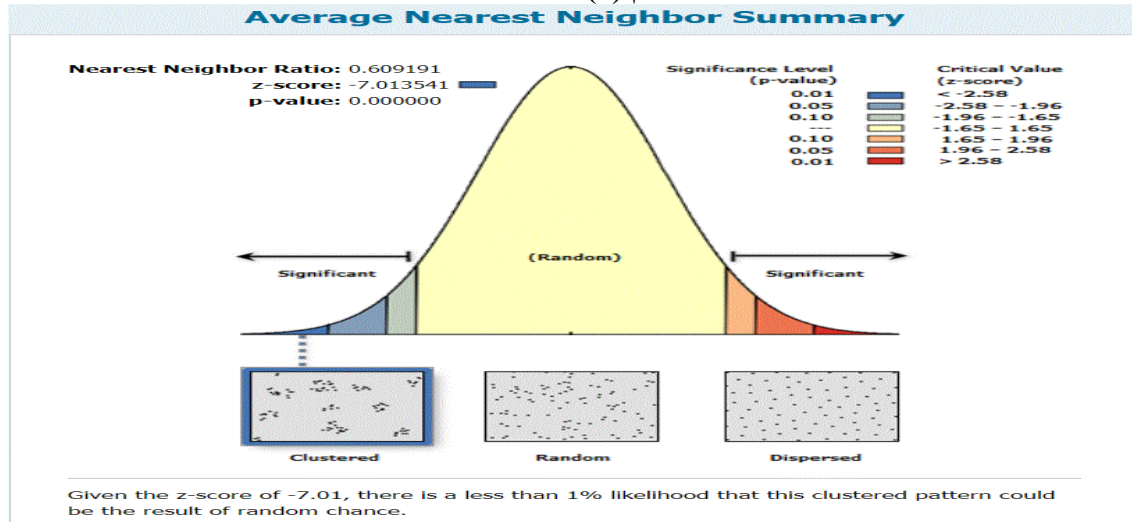 Average Nearest Neighbor Summary
Nearest Neighbor Ratio: 0.609191
z-score: -7.013541
p-value: 0.000000
Significance Level (p-value)
Critical Value (z-score)
0.01 < -2.58
0.05 -2.58 – -1.96
0.10 -1.96 – -1.65
--- -1.65 – 1.65
0.10 1.65 – 1.96
0.05 1.96 – 2.58
0.01 > 2.58
(Random)
Significant Significant
Clustered Random Dispersed
Given the z-score of -7.01, there is a less than 1% likelihood that this clustered pattern could
be the result of random chance.